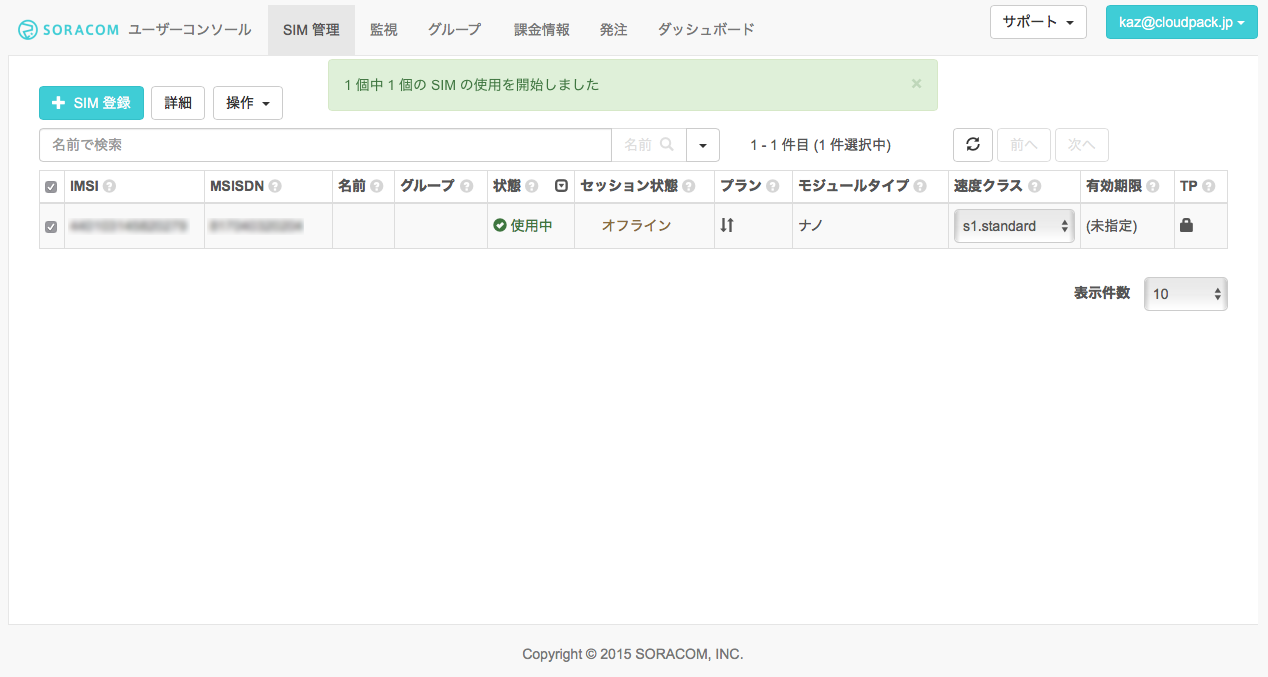 SORACOM ユーザーコンソール SIM 管理 監視 グループ 課金情報 発注 ダッシュボード サポート kaz@cloudpack.jp
1 個中 1 個の SIM の使用を開始しました ×
SIM 登録 詳細 操作
名前で検索 名前 1 - 1 件目 (1 件選択中) 前へ 次へ
IMSI MSISDN 名前 グループ 状態 セッション状態 プラン モジュールタイプ 速度クラス 有効期限 TP
使用中 オフライン ナノ s1.standard (未指定)
表示件数 10
Copyright © 2015 SORACOM, INC.